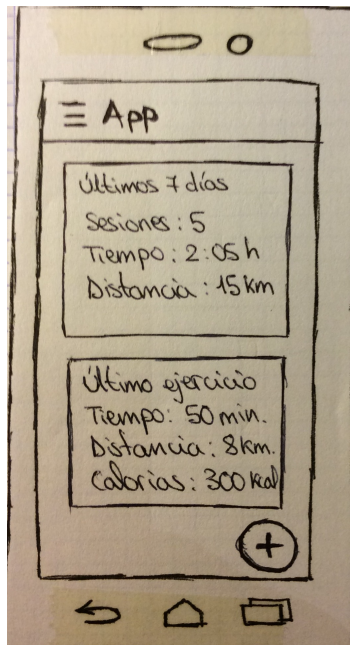 App
Últimos 7 días
Sesiones: 5
Tiempo: 2:05 h
Distancia: 15 km
Último ejercicio
Tiempo: 50 min.
Distancia: 8 km.
Calorías: 300 kcal